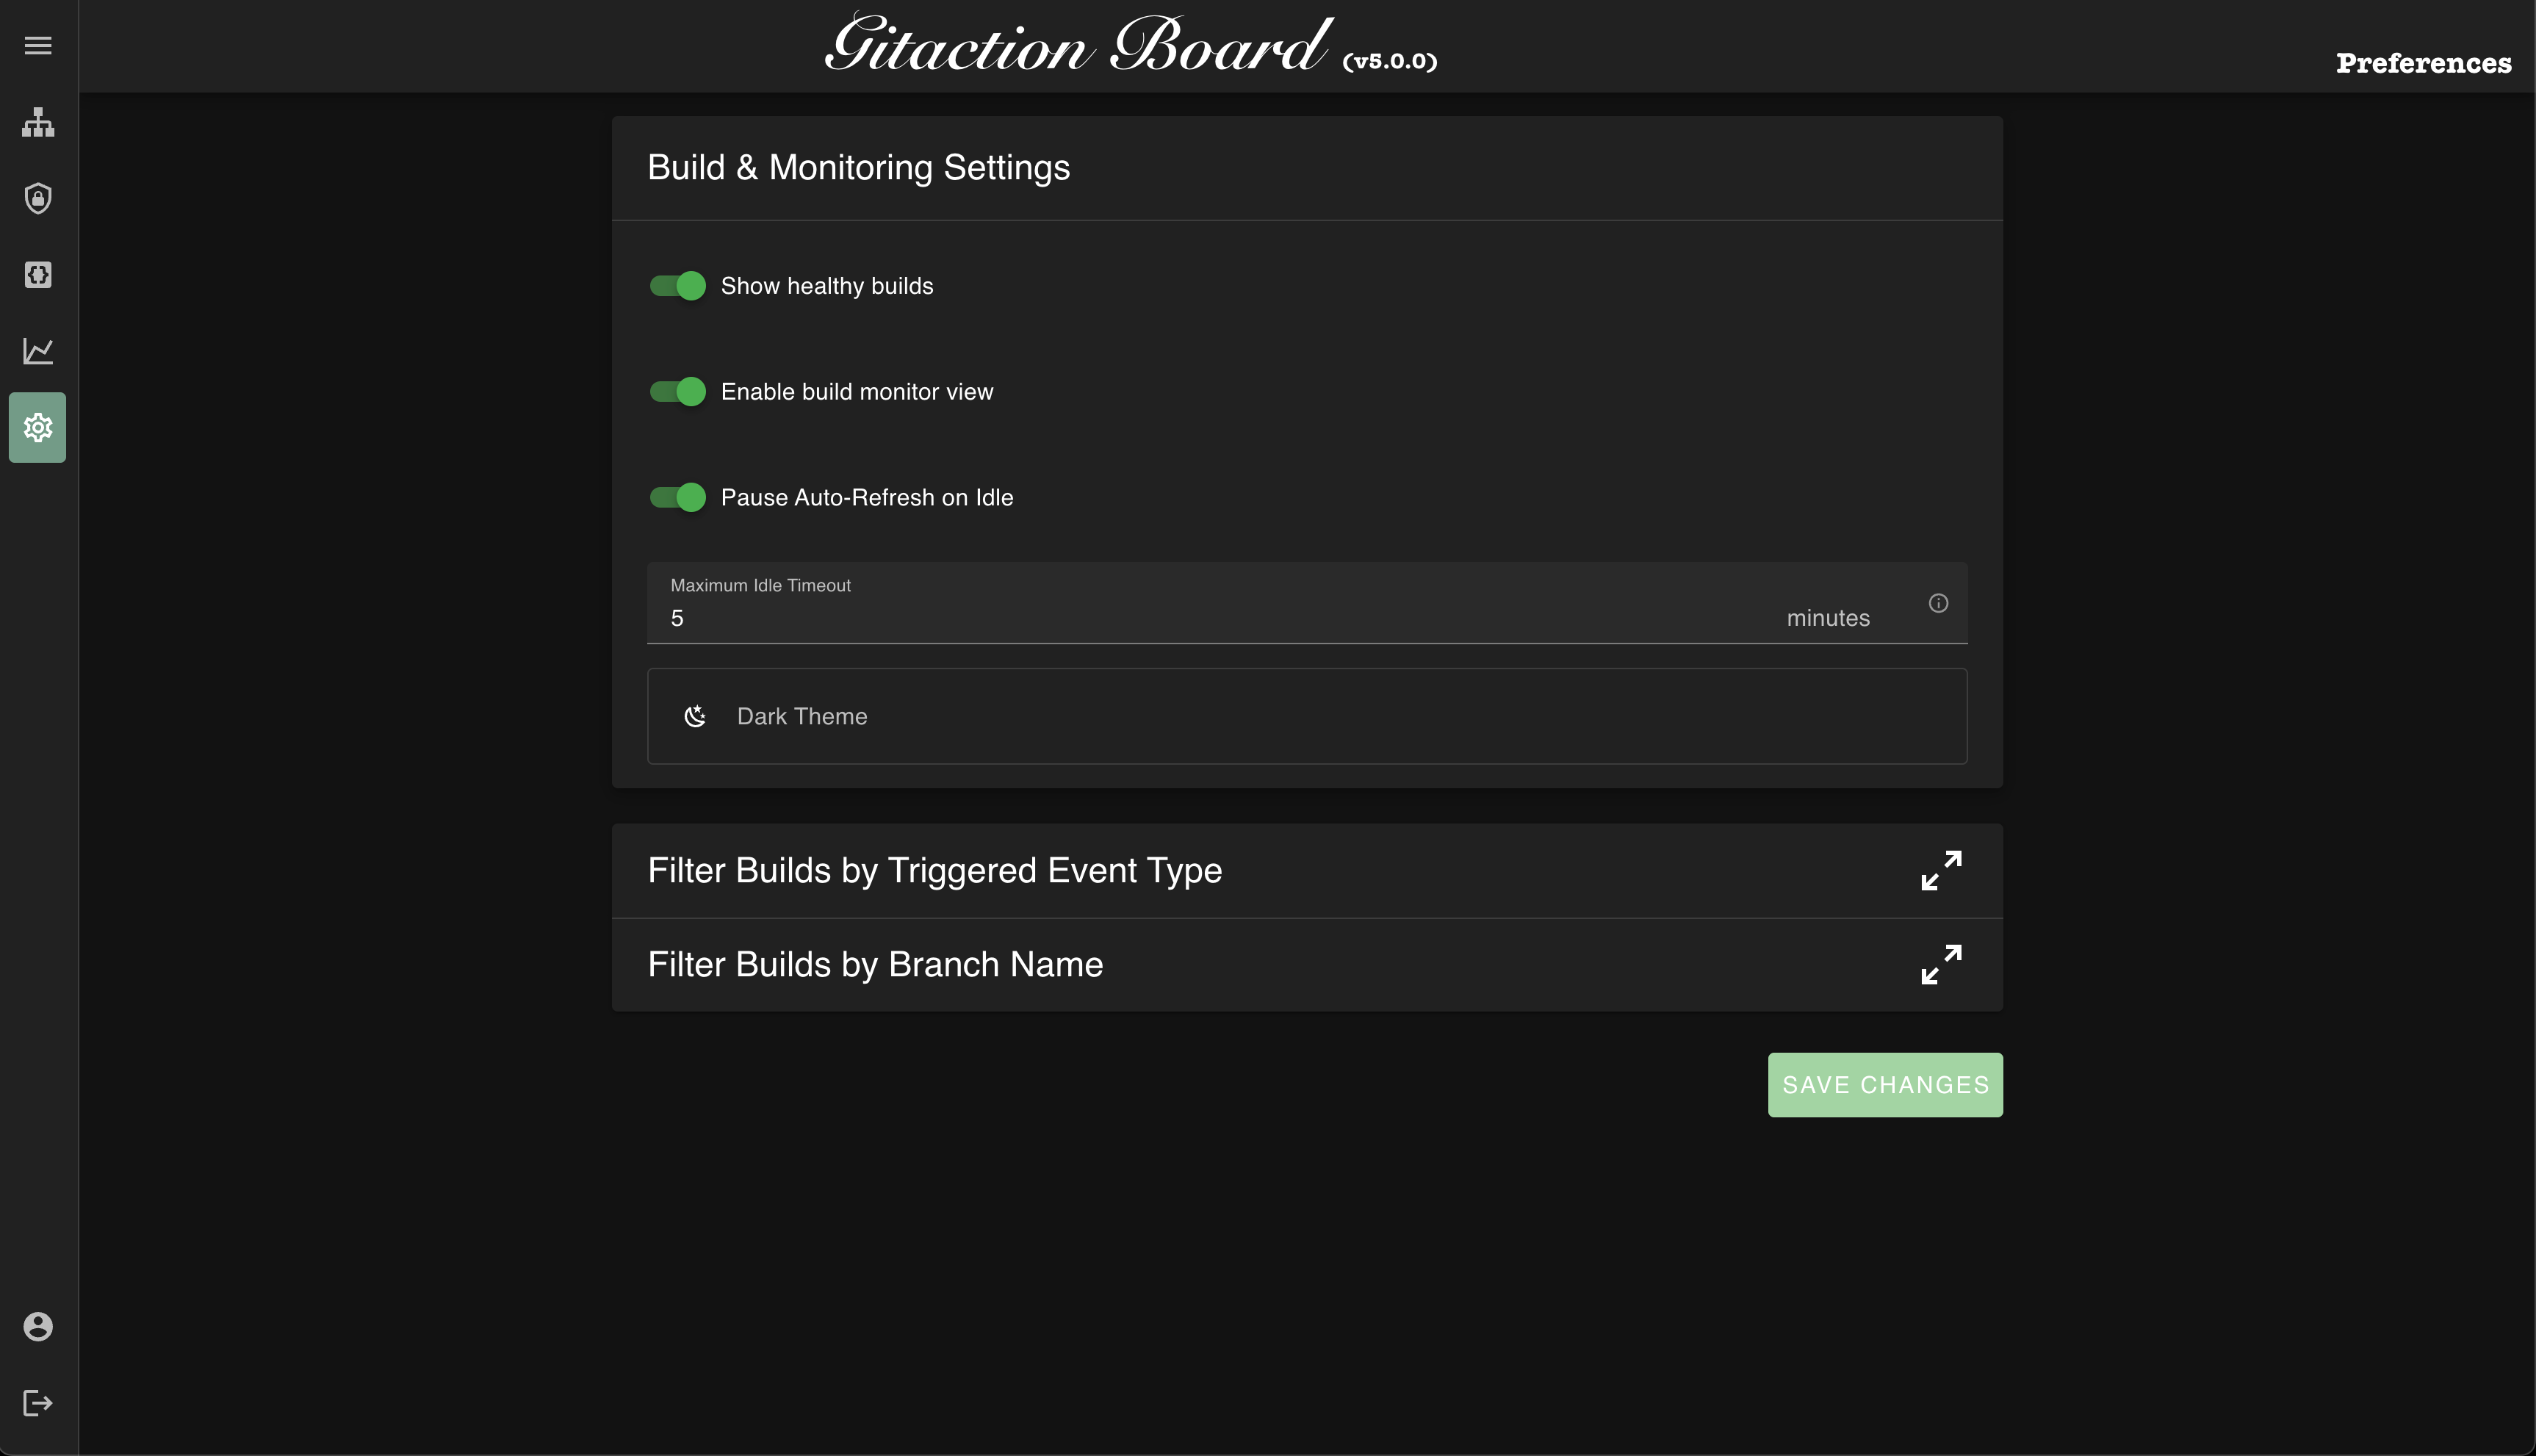 Gitaction Board (v5.0.0)
Preferences
Build & Monitoring Settings
Show healthy builds
Enable build monitor view
Pause Auto-Refresh on Idle
Maximum Idle Timeout
5 minutes
Dark Theme
Filter Builds by Triggered Event Type
Filter Builds by Branch Name
SAVE CHANGES